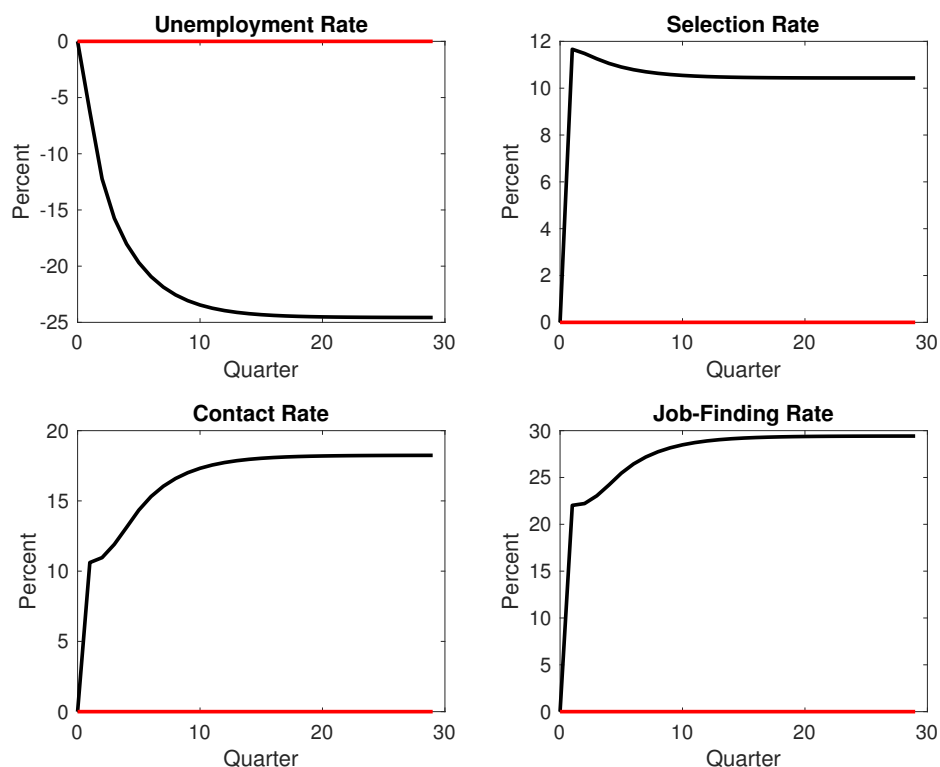 Unemployment Rate
0
-5
-10
-15
-20
-25
Percent
0 10 20 30
Quarter
Selection Rate
12
10
8
6
4
2
0
Percent
0 10 20 30
Quarter
Contact Rate
20
15
10
5
0
Percent
0 10 20 30
Quarter
Job-Finding Rate
30
25
20
15
10
5
0
Percent
0 10 20 30
Quarter